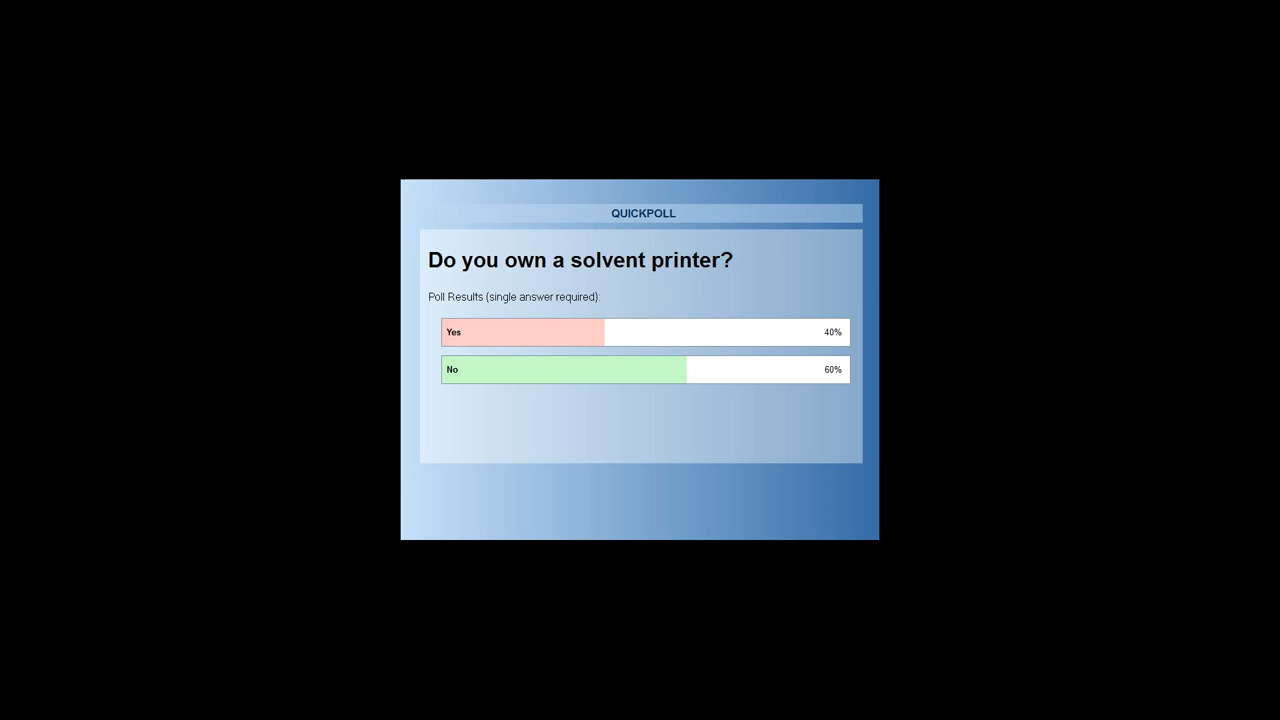 QUICKPOLL
Do you own a solvent printer?
Poll Results (single answer required):
Yes 40%
No 60%